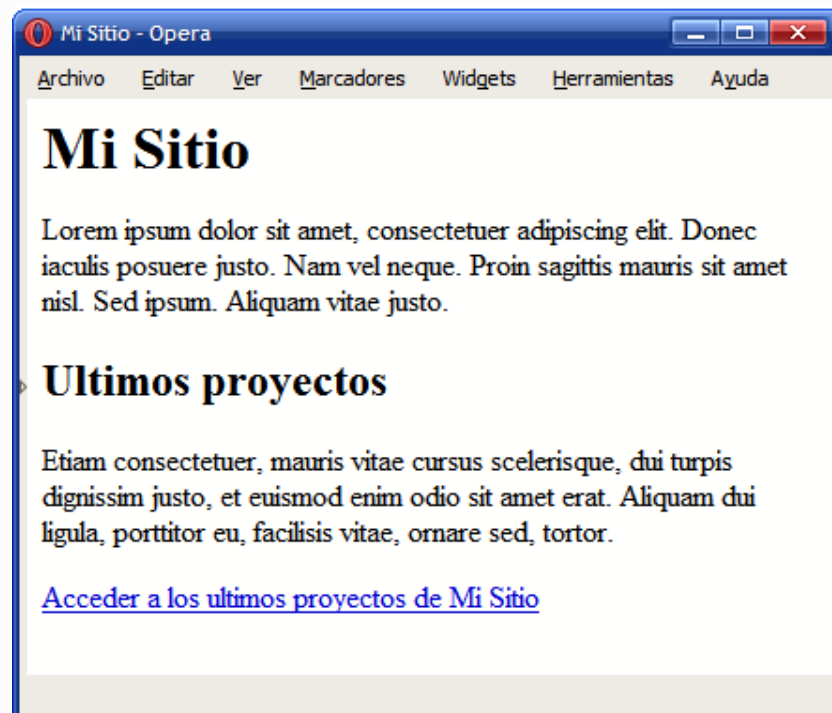 Mi Sitio - Opera
Archivo Editar Ver Marcadores Widgets Herramientas Ayuda
Mi Sitio
Lorem ipsum dolor sit amet, consectetuer adipiscing elit. Donec
iaculis posuere justo. Nam vel neque. Proin sagittis mauris sit amet
nisl. Sed ipsum. Aliquam vitae justo.
Ultimos proyectos
Etiam consectetuer, mauris vitae cursus scelerisque, dui turpis
dignissim justo, et euismod enim odio sit amet erat. Aliquam dui
ligula, porttitor eu, facilisis vitae, ornare sed, tortor.
Acceder a los ultimos proyectos de Mi Sitio